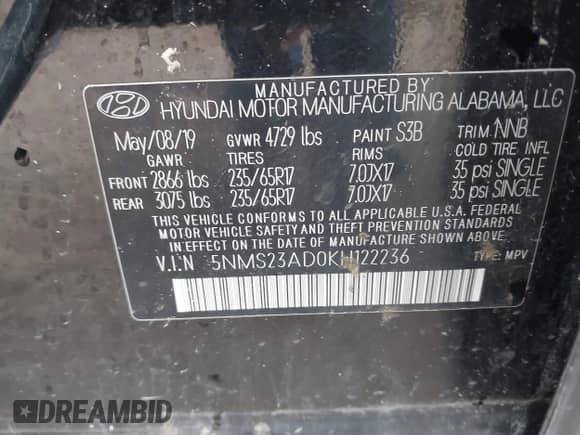 MANUFACTURED BY
HYUNDAI MOTOR MANUFACTURING ALABAMA, LLC
May/08/19 GVWR 4729 lbs PAINT S3B TRIM NNB
GAWR TIRES RIMS COLD TIRE INFL
FRONT 2866 lbs 235/65R17 7.0JX17 35 psi SINGLE
REAR 3075 lbs 235/65R17 7.0JX17 35 psi SINGLE
THIS VEHICLE CONFORMS TO ALL APPLICABLE U.S.A. FEDERAL
MOTOR VEHICLE SAFETY AND THEFT PREVENTION STANDARDS
IN EFFECT ON THE DATE OF MANUFACTURE SHOWN ABOVE.
V.I.N 5NMS23AD0KH122236 TYPE: MPV
DREAMBID